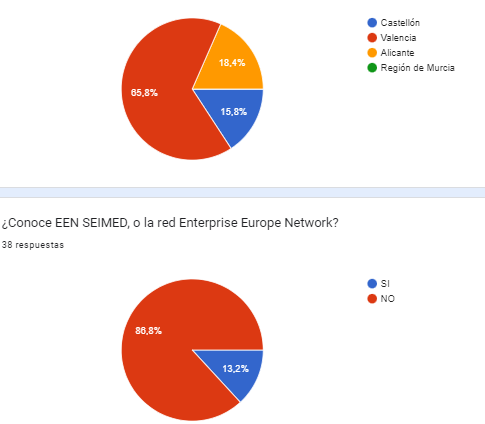 Castellón
Valencia
Alicante
Región de Murcia
18,4%
65,8%
15,8%
¿Conoce EEN SEIMED, o la red Enterprise Europe Network?
38 respuestas
SI
NO
86,8%
13,2%